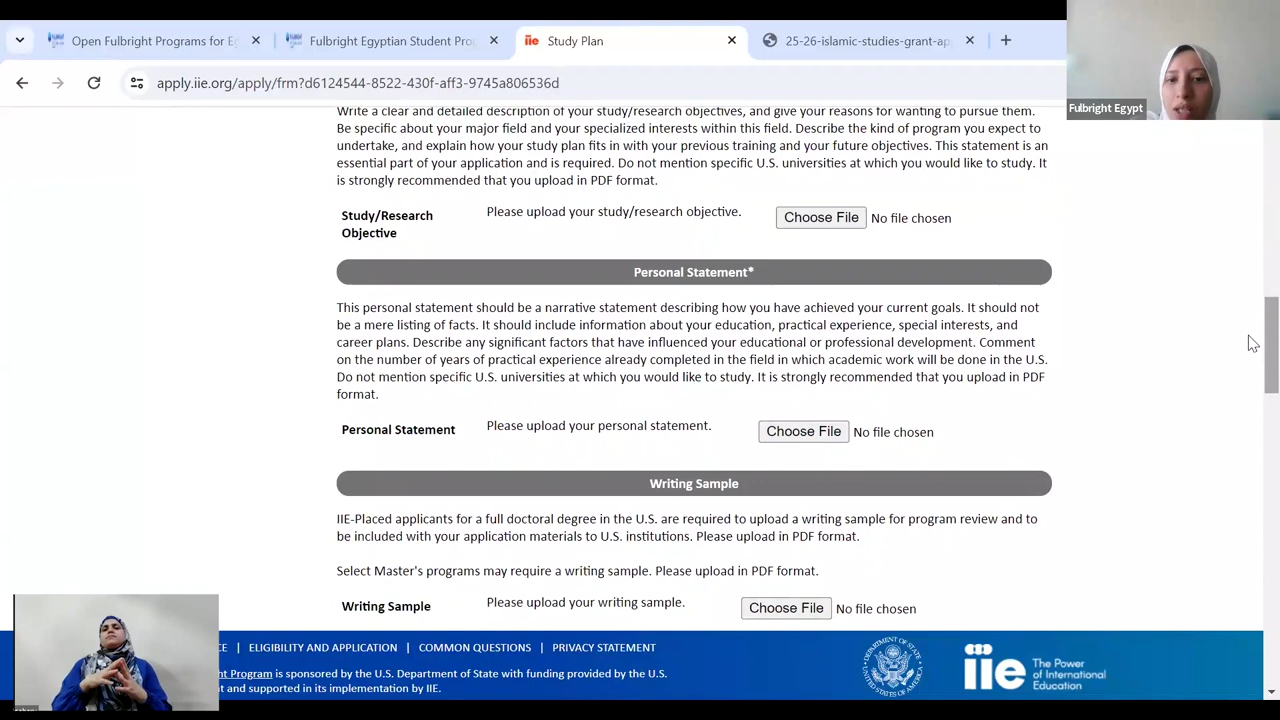 Open Fulbright Programs for Eg
Fulbright Egyptian Student Pro
iie Study Plan
25-26-islamic-studies-grant-ap
apply.iie.org/apply/frm?d6124544-8522-430f-aff3-9745a806536d
Fulbright Egypt
Write a clear and detailed description of your study/research objectives, and give your reasons for wanting to pursue them.
Be specific about your major field and your specialized interests within this field. Describe the kind of program you expect to
undertake, and explain how your study plan fits in with your previous training and your future objectives. This statement is an
essential part of your application and is required. Do not mention specific U.S. universities at which you would like to study. It
is strongly recommended that you upload in PDF format.
Study/Research
Objective
Please upload your study/research objective.
Choose File No file chosen
Personal Statement*
This personal statement should be a narrative statement describing how you have achieved your current goals. It should not
be a mere listing of facts. It should include information about your education, practical experience, special interests, and
career plans. Describe any significant factors that have influenced your educational or professional development. Comment
on the number of years of practical experience already completed in the field in which academic work will be done in the U.S.
Do not mention specific U.S. universities at which you would like to study. It is strongly recommended that you upload in PDF
format.
Personal Statement
Please upload your personal statement.
Choose File No file chosen
Writing Sample
IIE-Placed applicants for a full doctoral degree in the U.S. are required to upload a writing sample for program review and to
be included with your application materials to U.S. institutions. Please upload in PDF format.
Select Master's programs may require a writing sample. Please upload in PDF format.
Writing Sample
Please upload your writing sample.
Choose File No file chosen
CE | ELIGIBILITY AND APPLICATION | COMMON QUESTIONS | PRIVACY STATEMENT
nt Program is sponsored by the U.S. Department of State with funding provided by the U.S.
nt and supported in its implementation by IIE.
iie The Power
of International
Education